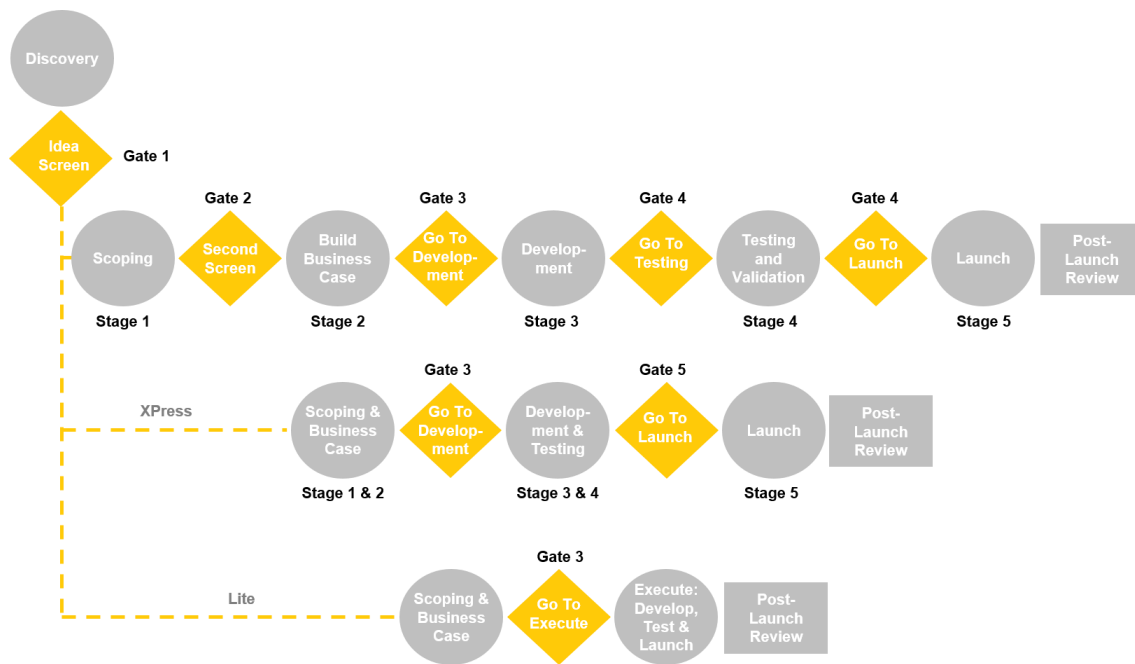 Discovery
Idea
Screen
Gate 1
Gate 2
Gate 3
Gate 4
Gate 4
Scoping
Second
Screen
Build
Business
Case
Go To
Develop-
ment
Develop-
ment
Go To
Testing
Testing
and
Validation
Go To
Launch
Launch
Post-
Launch
Review
Stage 1
Stage 2
Stage 3
Stage 4
Stage 5
Gate 3
Gate 5
XPress
Scoping &
Business
Case
Go To
Develop-
ment
Develop-
ment &
Testing
Go To
Launch
Launch
Post-
Launch
Review
Stage 1 & 2
Stage 3 & 4
Stage 5
Gate 3
Lite
Scoping &
Business
Case
Go To
Execute
Execute:
Develop,
Test &
Launch
Post-
Launch
Review